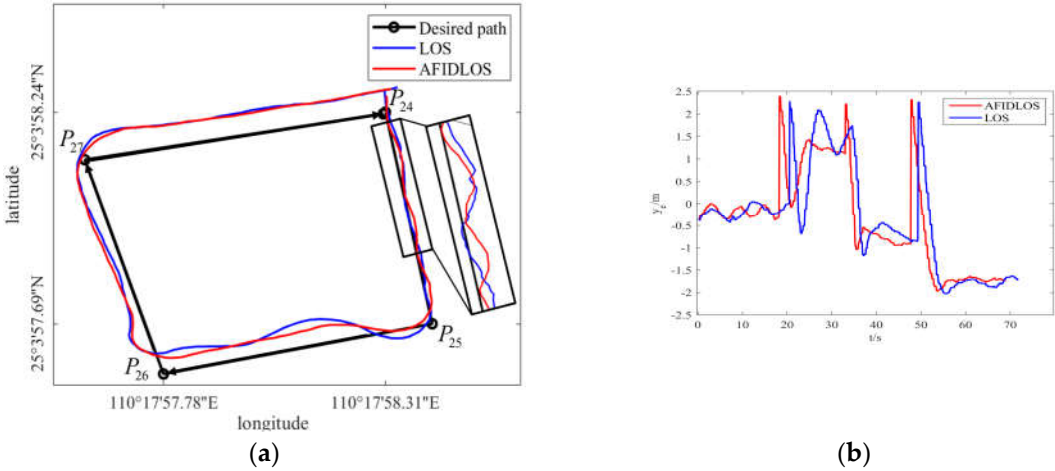 Desired path
LOS
AFIDLOS
P24
P27
P25
P26
25°3'58.24"N
25°3'57.69"N
latitude
110°17'57.78"E
110°17'58.31"E
longitude
(a)
AFIDLOS
LOS
2.5
2
1.5
1
0.5
0
-0.5
-1
-1.5
-2
-2.5
ye/m
0
10
20
30
40
50
60
70
t/s
(b)